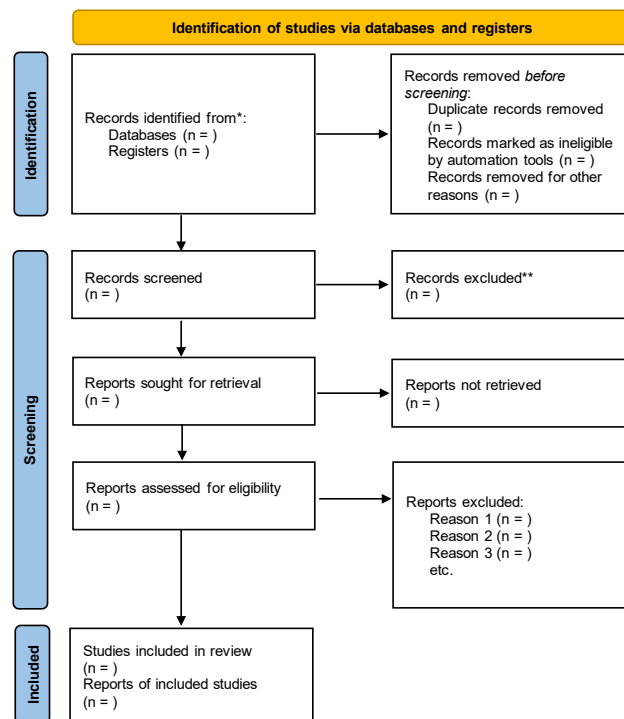 Identification of studies via databases and registers
Identification
Records identified from*:
Databases (n = )
Registers (n = )
Records removed before
screening:
Duplicate records removed
(n = )
Records marked as ineligible
by automation tools (n = )
Records removed for other
reasons (n = )
Screening
Records screened
(n = )
Records excluded**
(n = )
Reports sought for retrieval
(n = )
Reports not retrieved
(n = )
Reports assessed for eligibility
(n = )
Reports excluded:
Reason 1 (n = )
Reason 2 (n = )
Reason 3 (n = )
etc.
Included
Studies included in review
(n = )
Reports of included studies
(n = )